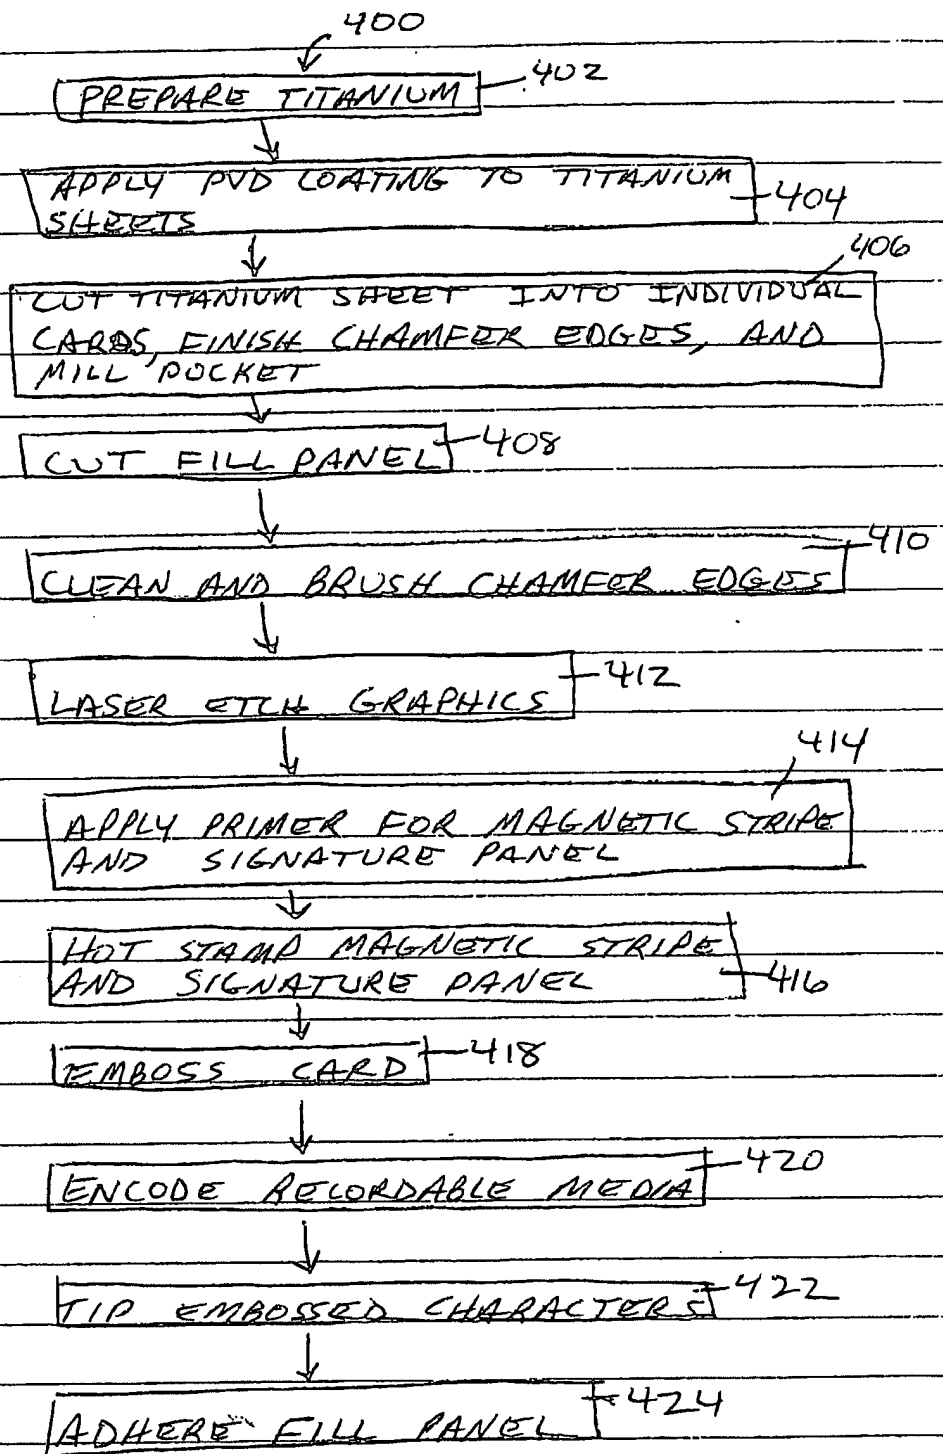 400
PREPARE TITANIUM
402
APPLY PVD COATING TO TITANIUM
SHEETS
404
406
CUT TITANIUM SHEET INTO INDIVIDUAL
CARDS, FINISH CHAMFER EDGES, AND
MILL POCKET
CUT FILL PANEL
408
410
CLEAN AND BRUSH CHAMFER EDGES
LASER ETCH GRAPHICS
412
414
APPLY PRIMER FOR MAGNETIC STRIPE
AND SIGNATURE PANEL
HOT STAMP MAGNETIC STRIPE
AND SIGNATURE PANEL
416
EMBOSS CARD
418
ENCODE RECORDABLE MEDIA
420
TIP EMBOSSED CHARACTERS
422
ADHERE FILL PANEL
424